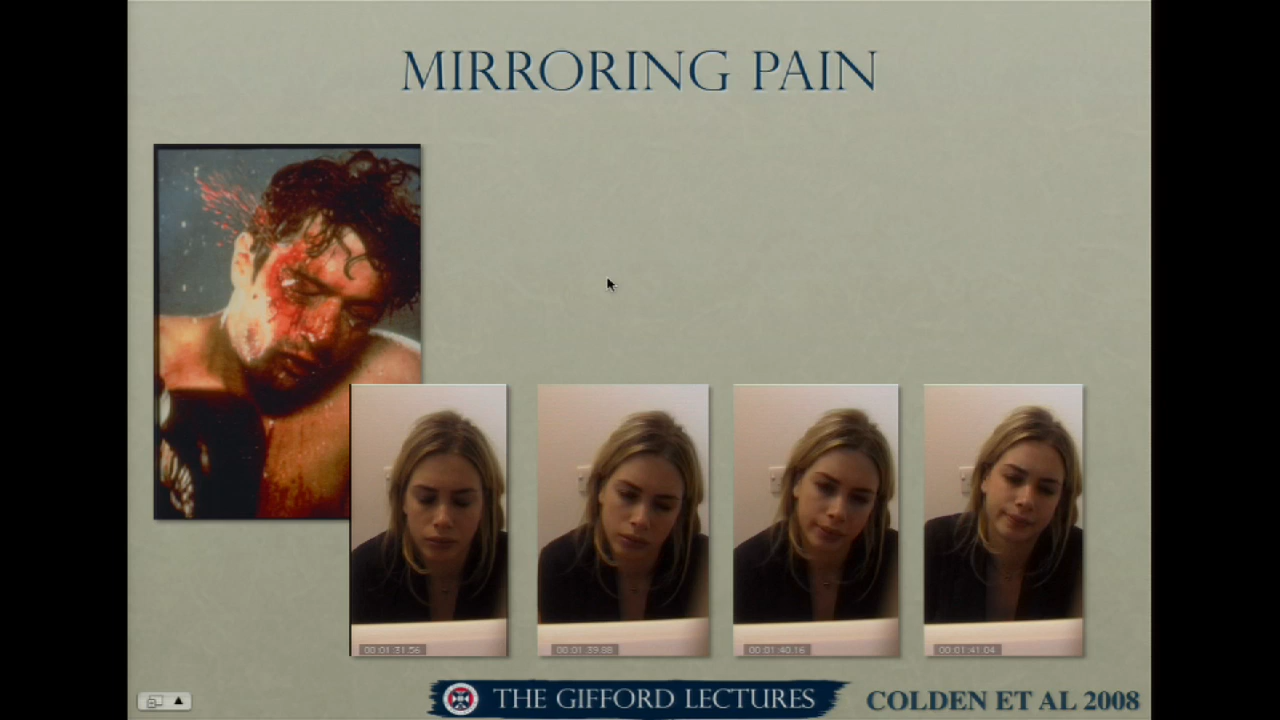 MIRRORING PAIN
00:01:31.56
00:01:39.88
00:01:40.16
00:01:41.04
THE GIFFORD LECTURES
COLDEN ET AL 2008